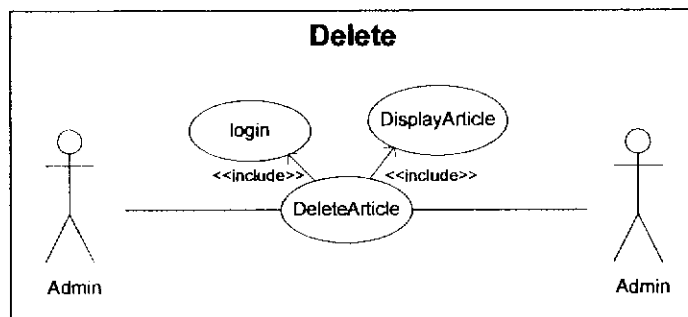 Delete
login
DisplayArticle
<<include>>
<<include>>
DeleteArticle
Admin
Admin